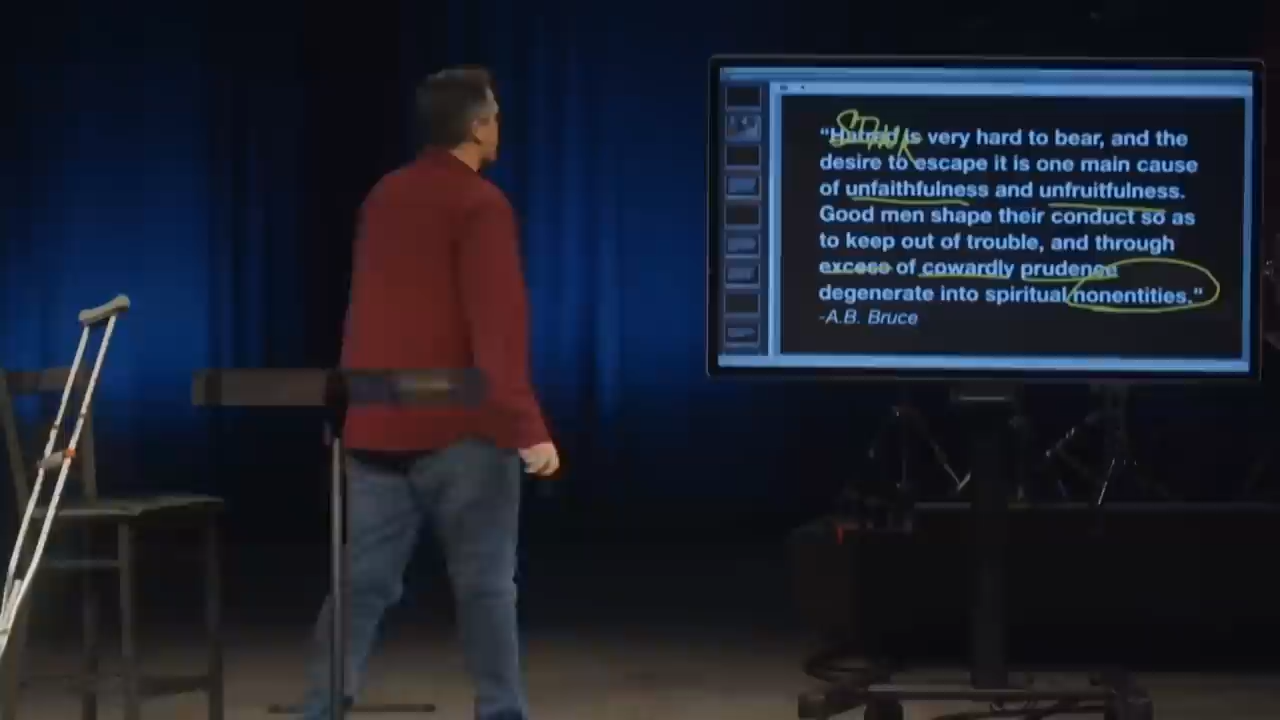 “Hatred is very hard to bear, and the
desire to escape it is one main cause
of unfaithfulness and unfruitfulness.
Good men shape their conduct so as
to keep out of trouble, and through
excess of cowardly prudence
degenerate into spiritual nonentities.”
-A.B. Bruce